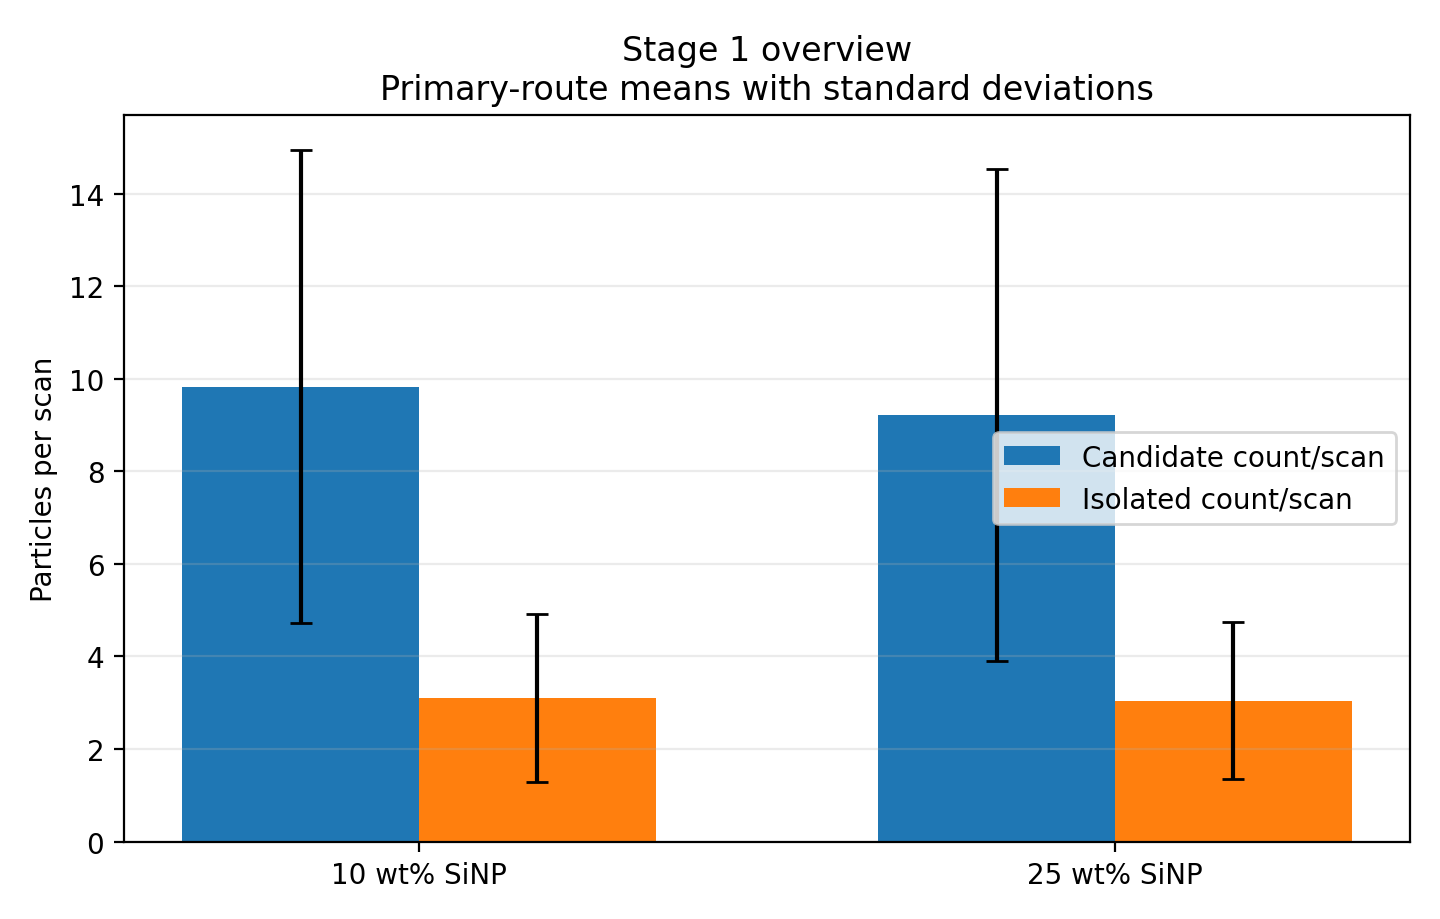 Stage 1 overview
Primary-route means with standard deviations
Particles per scan
14
12
10
8
6
4
2
0
Candidate count/scan
Isolated count/scan
10 wt% SiNP
25 wt% SiNP